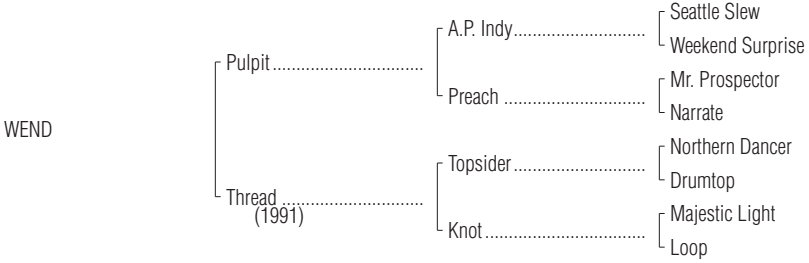 Seattle Slew
A.P. Indy..............................
Weekend Surprise
Pulpit..................................
Mr. Prospector
Preach ................................
Narrate
WEND
Northern Dancer
Topsider..............................
Drumtop
Thread ................................
(1991)
Majestic Light
Knot.....................................
Loop